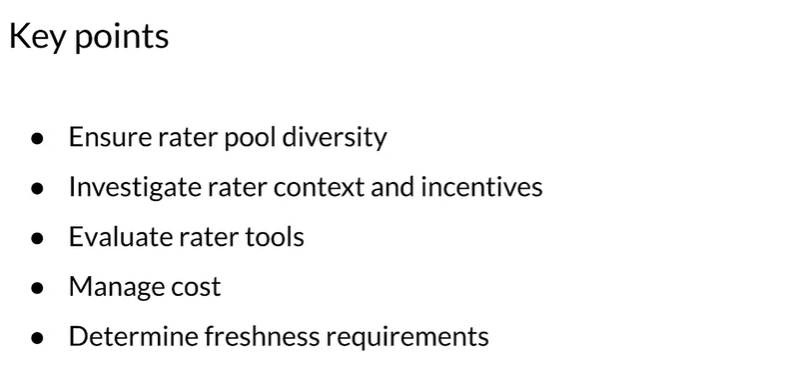 Key points
● Ensure rater pool diversity
● Investigate rater context and incentives
● Evaluate rater tools
● Manage cost
● Determine freshness requirements